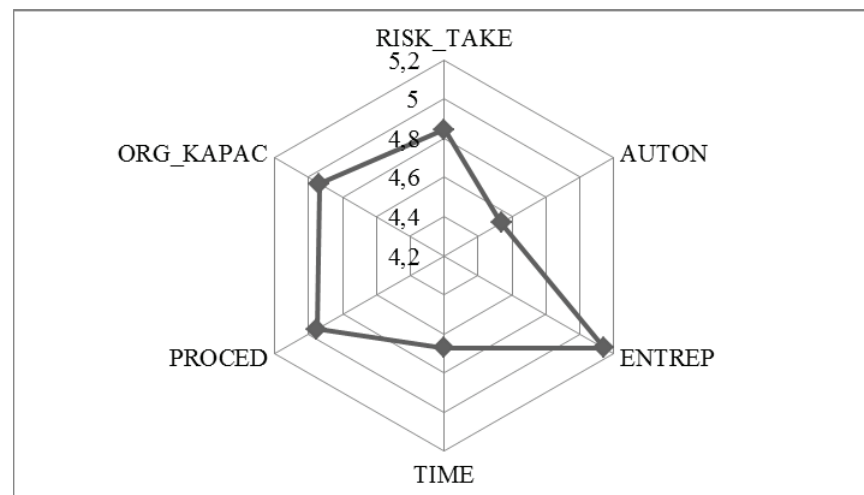 RISK_TAKE
5,2
5
ORG_KAPAC
4,8
AUTON
4,6
4,4
4,2
PROCED
ENTREP
TIME